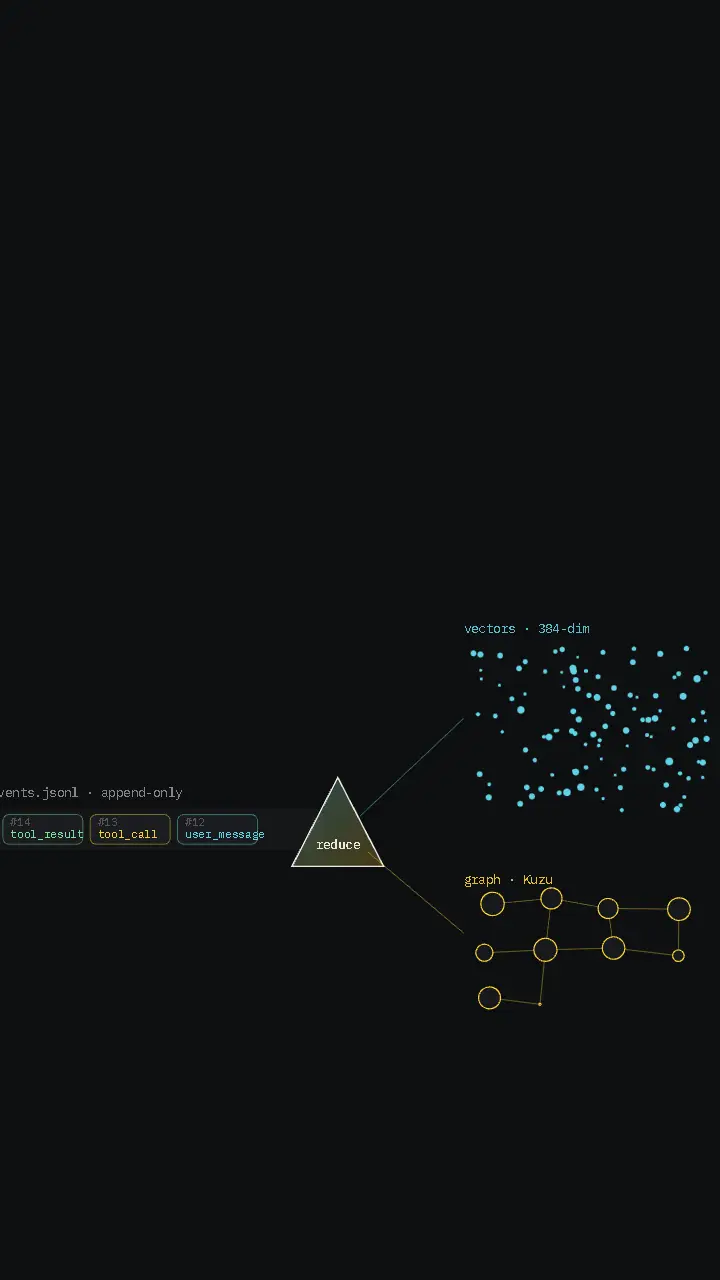 vectors · 384-dim
vents.jsonl · append-only
#14
tool_result
#13
tool_call
#12
user_message
reduce
graph · Kuzu